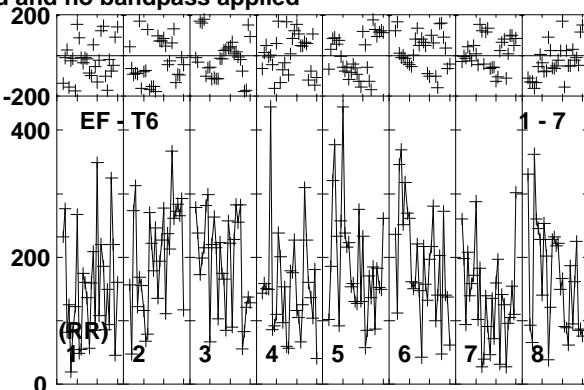 d and no bandpass applied
200
-200
400
EF - T6 1 - 7
200
(RR)
1 2 3 4 5 6 7 8
0